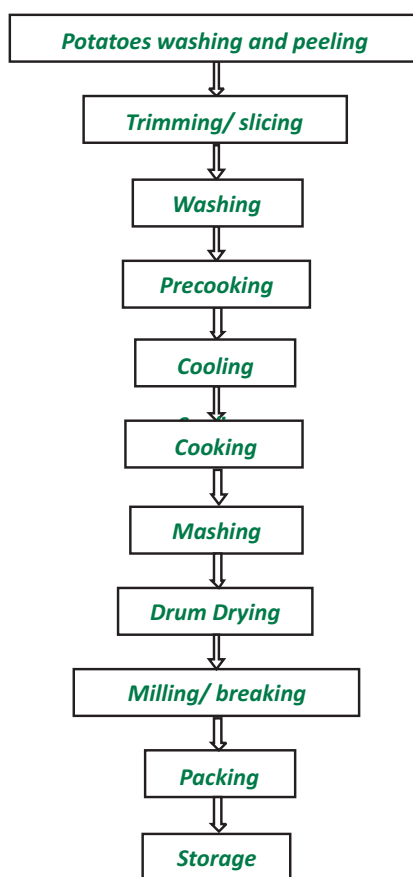 Potatoes washing and peeling
Trimming/ slicing
Washing
Precooking
Cooling
Cooking
Mashing
Drum Drying
Milling/ breaking
Packing
Storage